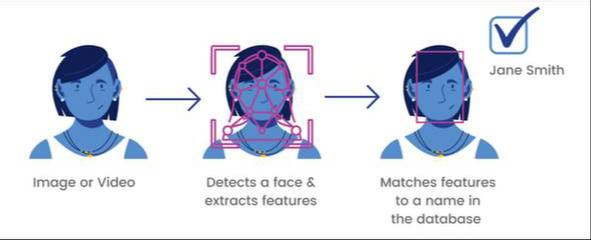 Jane Smith
Image or Video
Detects a face &
extracts features
Matches features
to a name in
the database